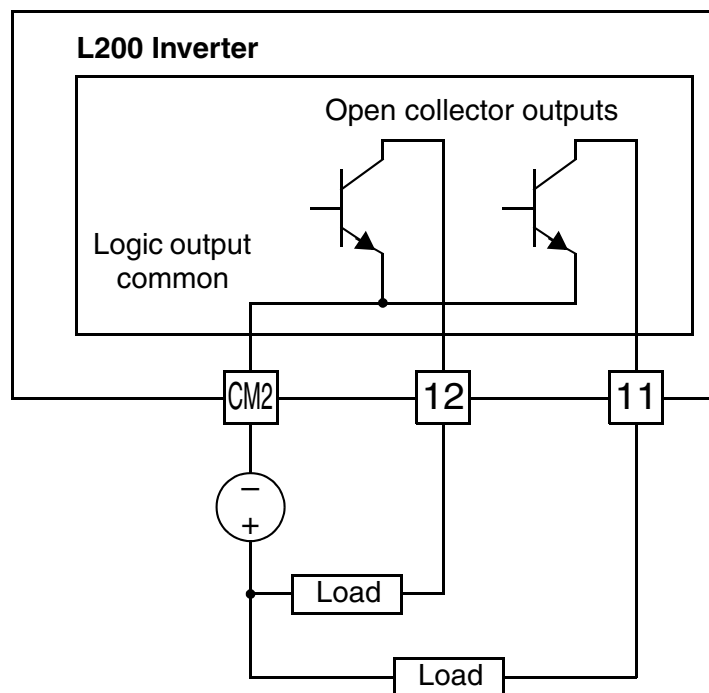 L200 Inverter
Open collector outputs
Logic output
common
CM2
12
11
−
+
Load
Load